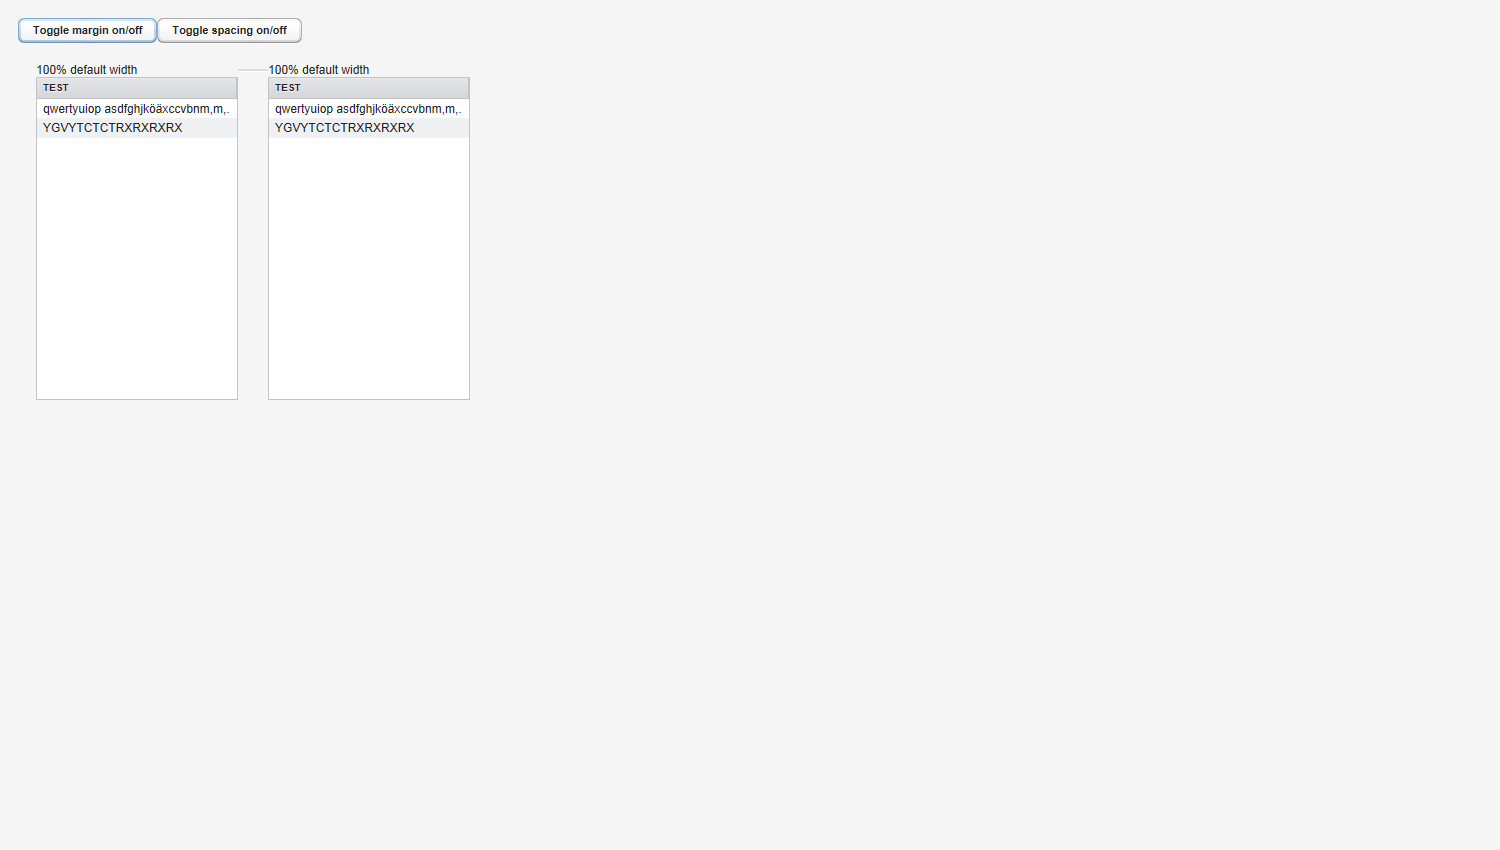 Toggle margin on/off Toggle spacing on/off
100% default width 100% default width
TEST TEST
qwertyuiop asdfghjköäxccvbnm,m,. qwertyuiop asdfghjköäxccvbnm,m,.
YGVYTCTCTRXRXRXRX YGVYTCTCTRXRXRXRX